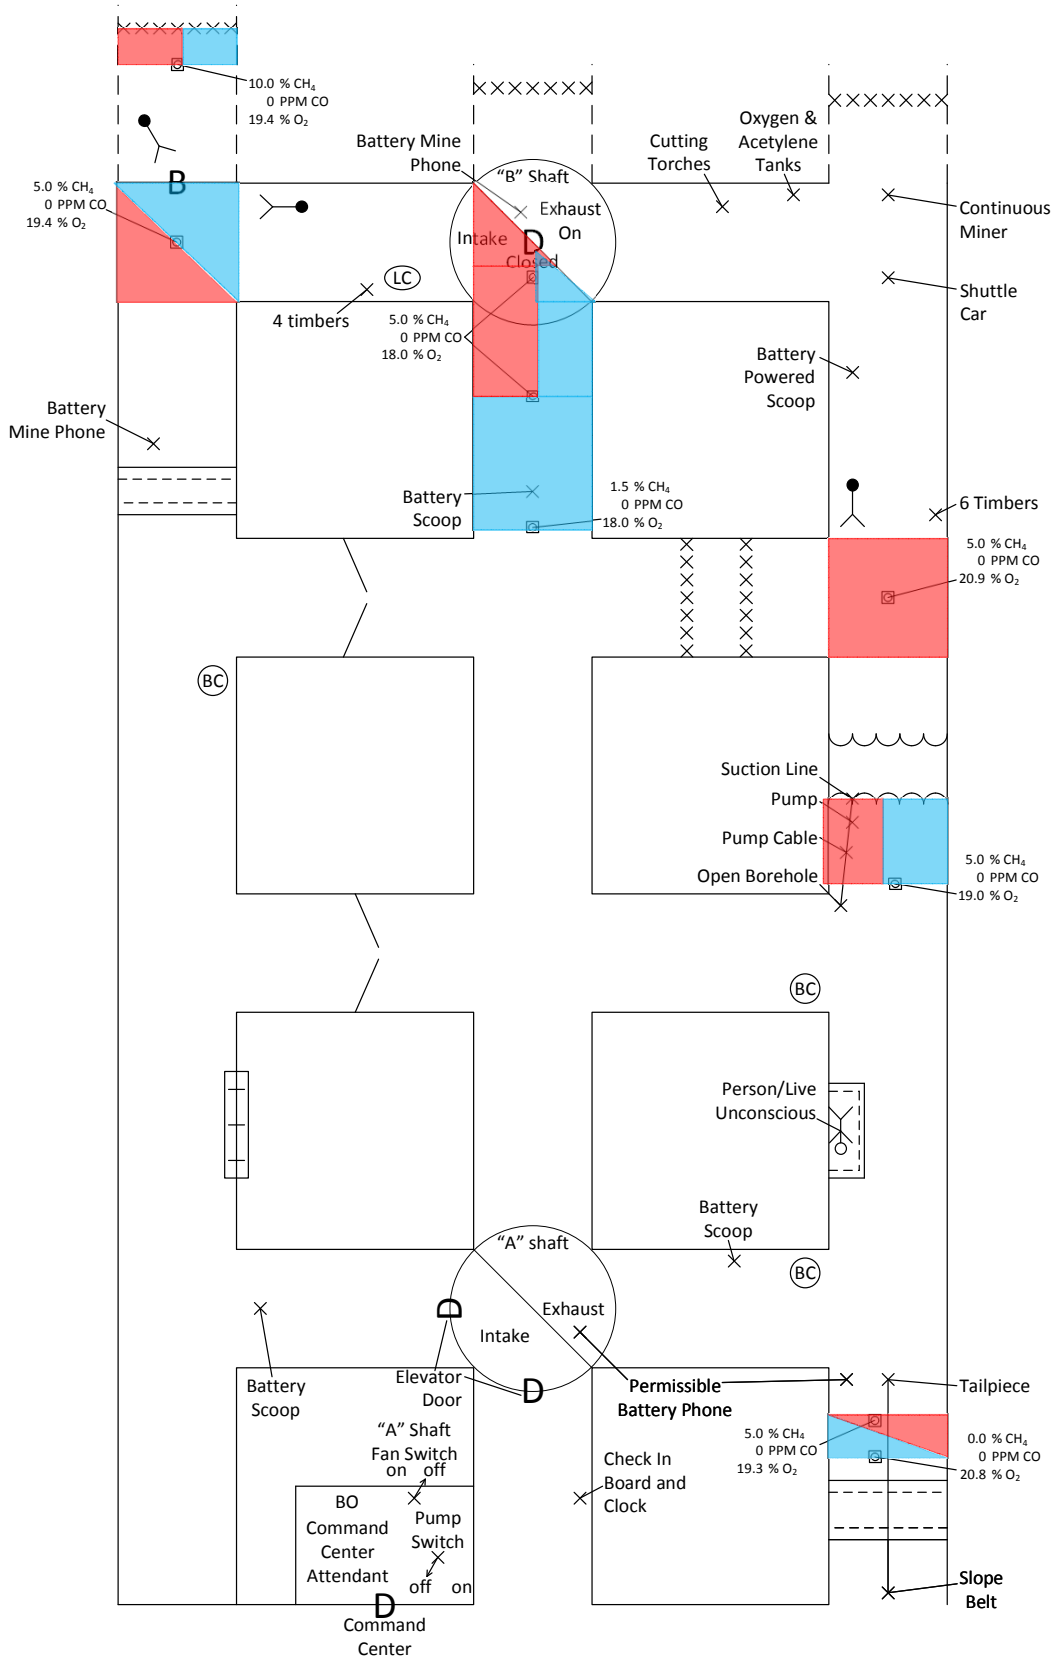 10.0 % CH₄
0 PPM CO
19.4 % O₂
Battery Mine
Phone
"B" Shaft
Exhaust
On
Intake
D
Closed
Cutting
Torches
Oxygen &
Acetylene
Tanks
Continuous
Miner
Shuttle
Car
5.0 % CH₄
0 PPM CO
19.4 % O₂
B
LC
4 timbers
5.0 % CH₄
0 PPM CO
18.0 % O₂
Battery
Powered
Scoop
Battery
Mine Phone
Battery
Scoop
1.5 % CH₄
0 PPM CO
18.0 % O₂
6 Timbers
5.0 % CH₄
0 PPM CO
20.9 % O₂
BC
Suction Line
Pump
Pump Cable
Open Borehole
5.0 % CH₄
0 PPM CO
19.0 % O₂
BC
Person/Live
Unconscious
Battery
Scoop
BC
"A" shaft
D
Exhaust
Intake
Elevator
Door
D
Battery
Scoop
Permissible
Battery Phone
Tailpiece
"A" Shaft
Fan Switch
on off
5.0 % CH₄
0 PPM CO
19.3 % O₂
0.0 % CH₄
0 PPM CO
20.8 % O₂
Check In
Board and
Clock
BO
Command
Center
Attendant
Pump
Switch
off on
D
Command
Center
Slope
Belt